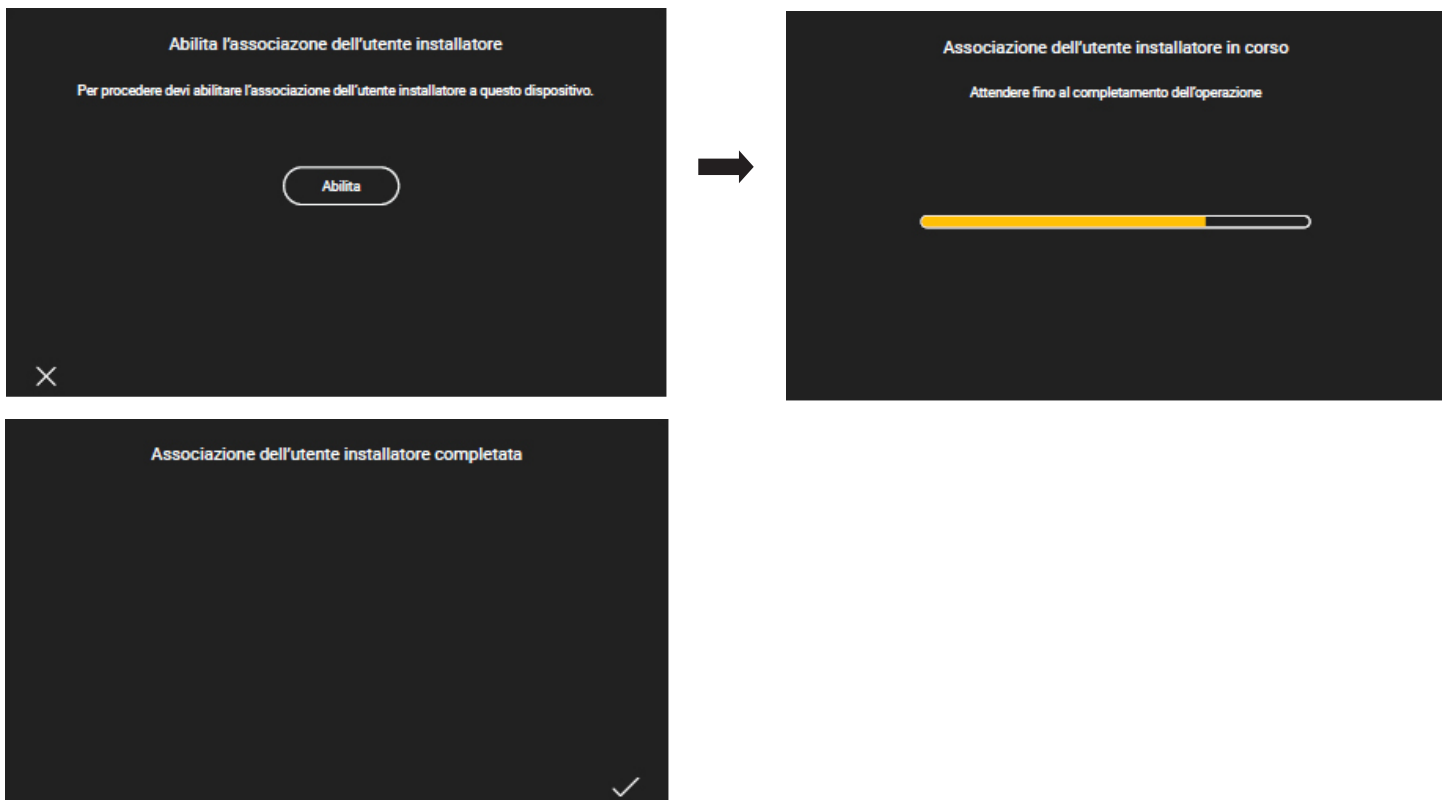 Abilita l'associazone dell'utente installatore
Per procedere devi abilitare l'associazione dell'utente installatore a questo dispositivo.
Abilita
Associazione dell'utente installatore in corso
Attendere fino al completamento dell'operazione
Associazione dell'utente installatore completata